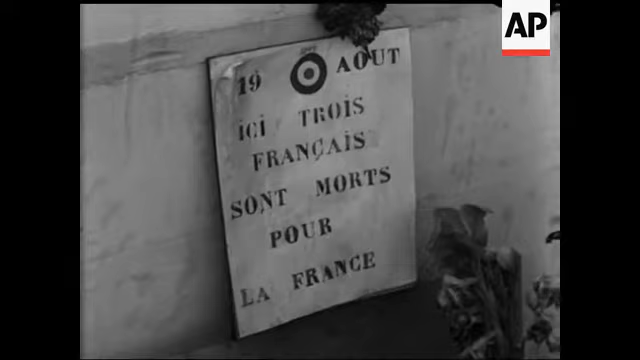 AP
19 AOUT
ICI TROIS
FRANÇAIS
SONT MORTS
POUR
LA FRANCE